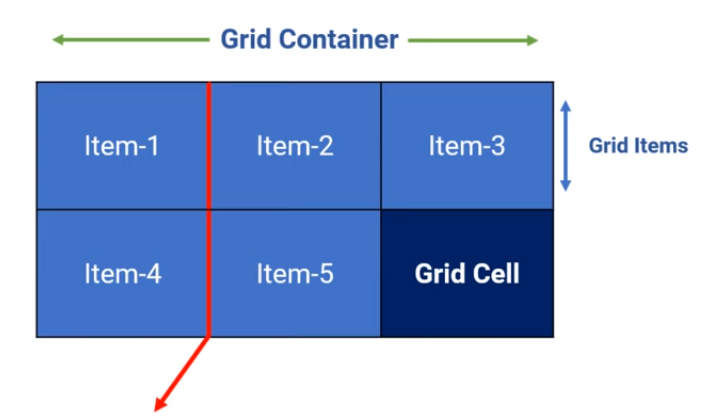 Grid Container
Item-1 Item-2 Item-3
Grid Items
Item-4 Item-5 Grid Cell